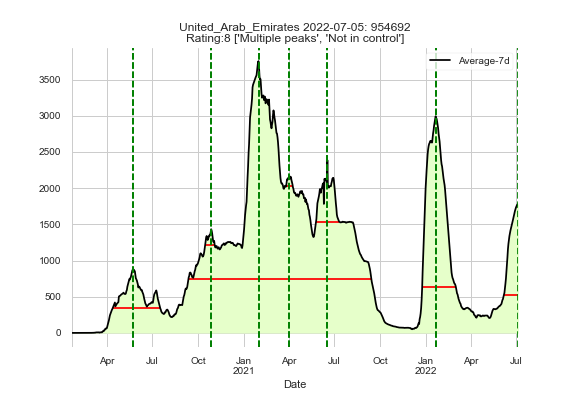 United_Arab_Emirates 2022-07-05: 954692
Rating:8 ['Multiple peaks', 'Not in control']
Average-7d
3500
3000
2500
2000
1500
1000
500
0
Apr Jul Oct Jan Apr Jul Oct Jan Apr Jul
2021 2022
Date